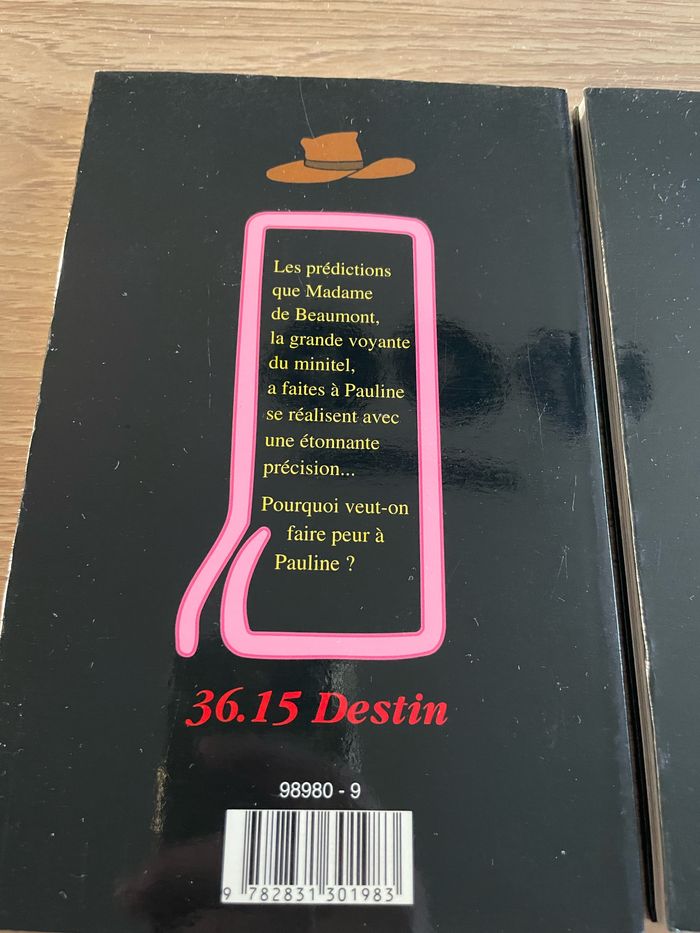 Les prédictions
que Madame
de Beaumont,
la grande voyante
du minitel,
a faites à Pauline
se réalisent avec
une étonnante
précision...
Pourquoi veut-on
faire peur à
Pauline ?
36.15 Destin
98980 - 9
9 782831 301983